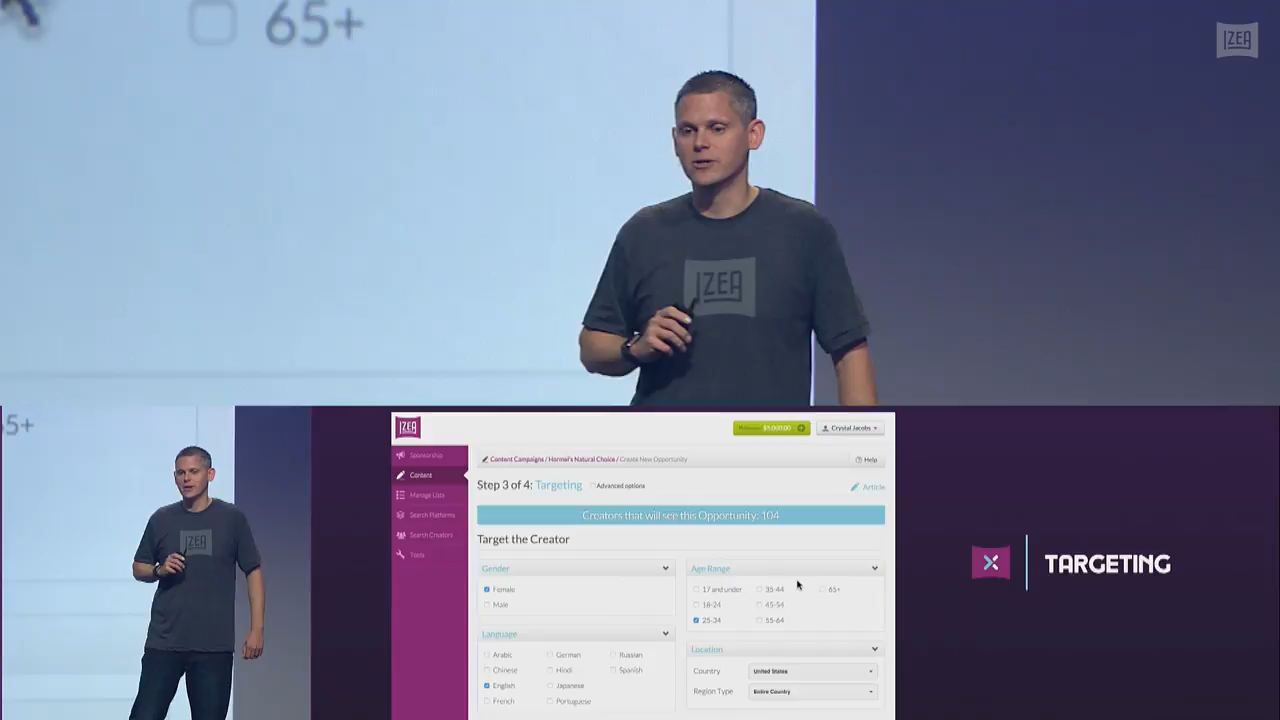 65+
IZEA
IZEA
5+
IZEA
IZEA
$1,000.00
Crystal Jacobs
Sponsorship
Content
Manage Lists
Search Platforms
Search Creators
Tools
Content Campaigns / Hormel's Natural Choice / Create New Opportunity
Help
Step 3 of 4: Targeting
Advanced options
Article
Creators that will see this Opportunity: 104
Target the Creator
Gender
Female
Male
Language
Arabic
German
Russian
Chinese
Hindi
Spanish
English
Japanese
French
Portuguese
Age Range
17 and under
35-44
65+
18-24
45-54
25-34
55-64
Location
Country
United States
Region Type
Entire Country
TARGETING